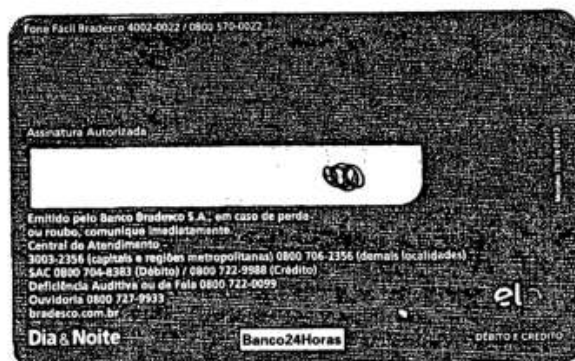 Fone Fácil Bradesco 4002-0022 / 0800 570-0022
Assinatura Autorizada
Emitido pelo Banco Bradesco S.A., em caso de perda
ou roubo, comunique imediatamente
Central de Atendimento
3003-2356 (capitais e regiões metropolitanas) 0800 706-2356 (demais localidades)
SAC 0800 704-8383 (Débito) / 0800 722-9988 (Crédito)
Deficiência Auditiva ou de Fala 0800 722-0099
Ouvidoria 0800 727-9933
bradesco.com.br
elo
Dia & Noite
Banco24Horas
DÉBITO E CRÉDITO